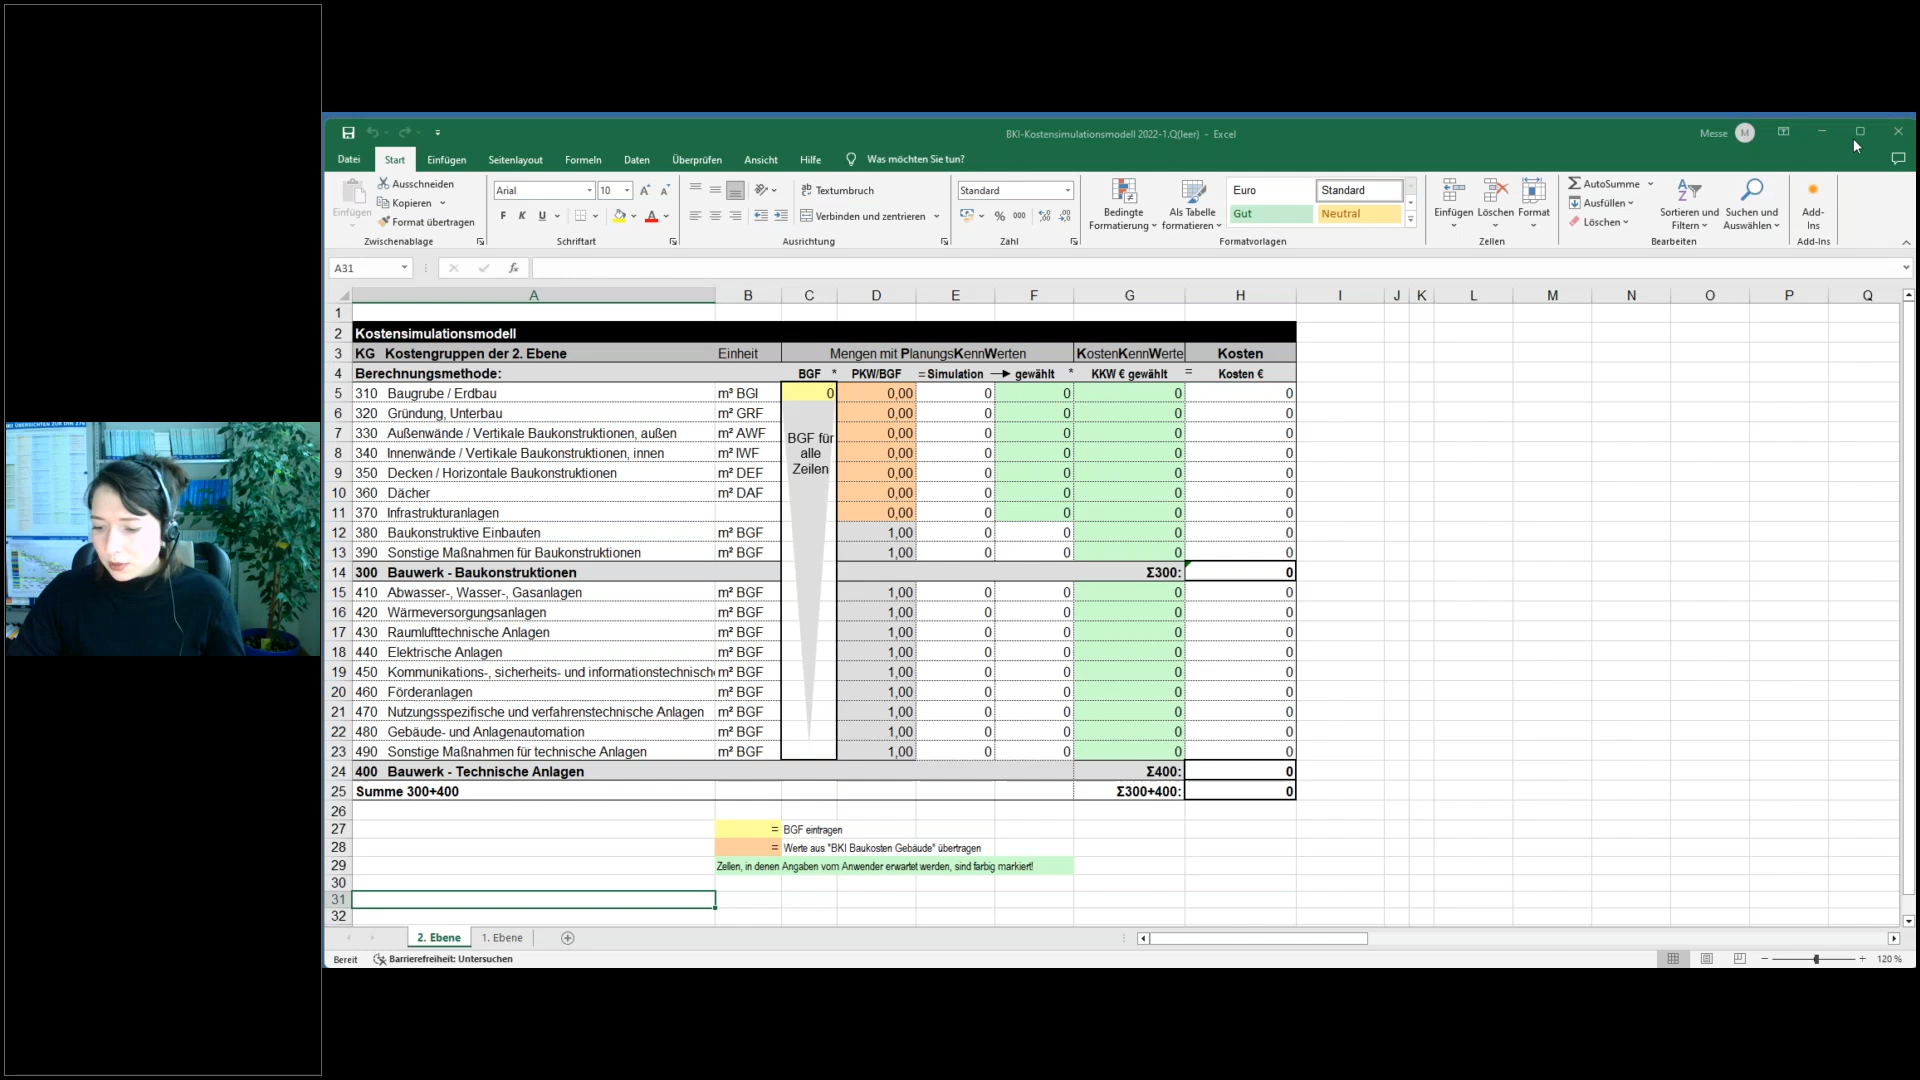 BKI-Kostensimulationsmodell 2022-1.Q(leer) - Excel
Messe M
Datei Start Einfügen Seitenlayout Formeln Daten Überprüfen Ansicht Hilfe Was möchten Sie tun?
Einfügen
Ausschneiden
Kopieren
Format übertragen
Zwischenablage
Arial 10
F K U
Schriftart
Textumbruch
Verbinden und zentrieren
Ausrichtung
Standard
% 000
Zahl
Bedingte Formatierung
Als Tabelle formatieren
Euro Standard
Gut Neutral
Formatvorlagen
Einfügen Löschen Format
Zellen
AutoSumme
Ausfüllen
Löschen
Sortieren und Filtern
Suchen und Auswählen
Bearbeiten
Add-Ins
Add-Ins
A31 fx
A B C D E F G H I J K L M N O P Q
1
2 Kostensimulationsmodell
3 KG Kostengruppen der 2. Ebene Einheit Mengen mit PlanungsKennWerten KostenKennWerte Kosten
4 Berechnungsmethode: BGF * PKW/BGF = Simulation gewählt * KKW € gewählt = Kosten €
5 310 Baugrube / Erdbau m³ BGI 0 0,00 0 0 0 0
6 320 Gründung, Unterbau m² GRF 0,00 0 0 0 0
7 330 Außenwände / Vertikale Baukonstruktionen, außen m² AWF 0,00 0 0 0 0
8 340 Innenwände / Vertikale Baukonstruktionen, innen m² IWF 0,00 0 0 0 0
9 350 Decken / Horizontale Baukonstruktionen m² DEF 0,00 0 0 0 0
BGF für
alle
Zeilen
10 360 Dächer m² DAF 0,00 0 0 0 0
11 370 Infrastrukturanlagen 0,00 0 0 0 0
12 380 Baukonstruktive Einbauten m² BGF 1,00 0 0 0 0
13 390 Sonstige Maßnahmen für Baukonstruktionen m² BGF 1,00 0 0 0 0
14 300 Bauwerk - Baukonstruktionen Σ300: 0
15 410 Abwasser-, Wasser-, Gasanlagen m² BGF 1,00 0 0 0 0
16 420 Wärmeversorgungsanlagen m² BGF 1,00 0 0 0 0
17 430 Raumlufttechnische Anlagen m² BGF 1,00 0 0 0 0
18 440 Elektrische Anlagen m² BGF 1,00 0 0 0 0
19 450 Kommunikations-, sicherheits- und informationstechnische m² BGF 1,00 0 0 0 0
20 460 Förderanlagen m² BGF 1,00 0 0 0 0
21 470 Nutzungsspezifische und verfahrenstechnische Anlagen m² BGF 1,00 0 0 0 0
22 480 Gebäude- und Anlagenautomation m² BGF 1,00 0 0 0 0
23 490 Sonstige Maßnahmen für technische Anlagen m² BGF 1,00 0 0 0 0
24 400 Bauwerk - Technische Anlagen Σ400: 0
25 Summe 300+400 Σ300+400: 0
26
27 = BGF eintragen
28 = Werte aus "BKI Baukosten Gebäude" übertragen
29 Zellen, in denen Angaben vom Anwender erwartet werden, sind farbig markiert!
30
31
32
2. Ebene 1. Ebene
Bereit Barrierefreiheit: Untersuchen 120 %